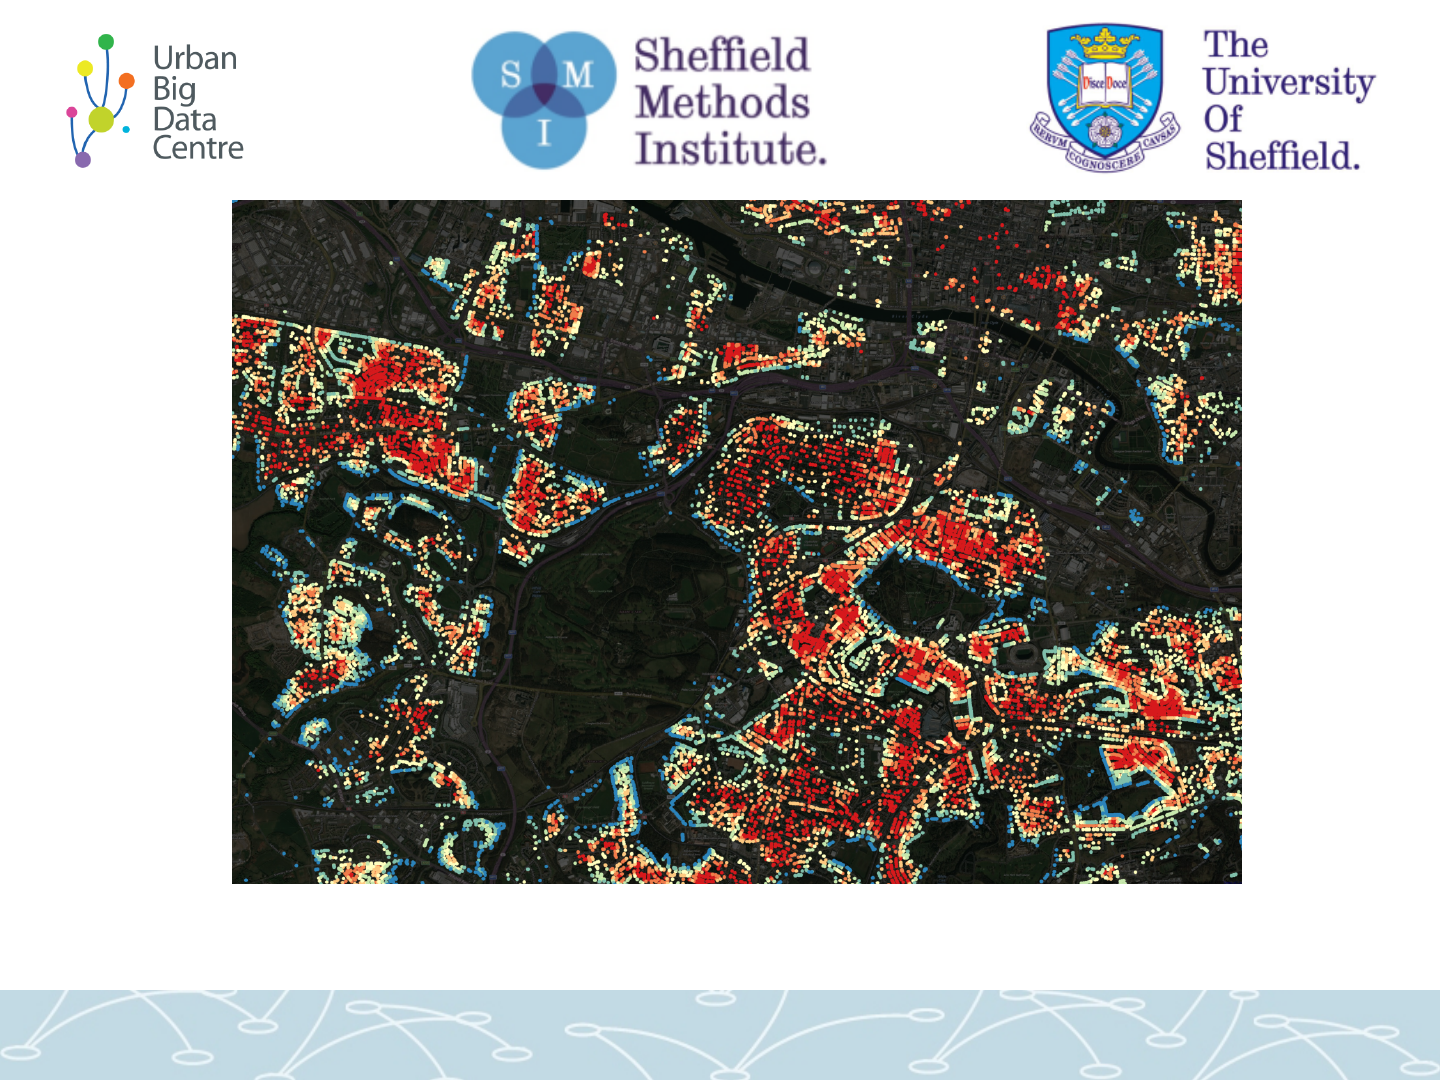 Urban
Big
Data
Centre
S M
I
Sheffield
Methods
Institute.
Disce Doce
RERVM COGNOSCERE CAVSAS
The
University
Of
Sheffield.